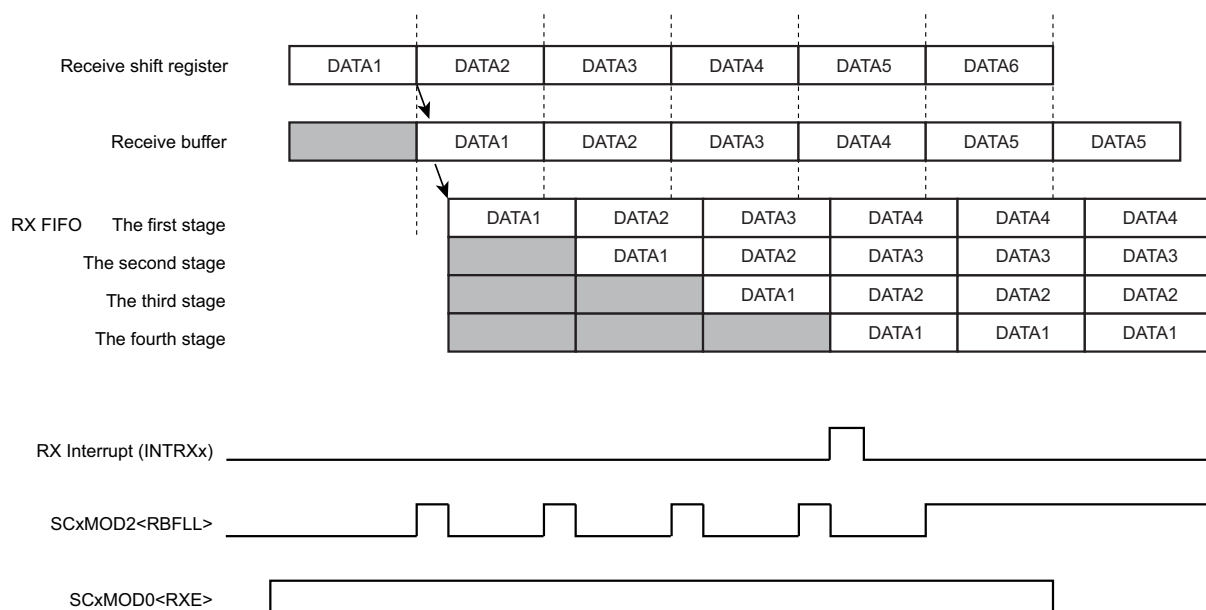 Receive shift register DATA1 DATA2 DATA3 DATA4 DATA5 DATA6
Receive buffer DATA1 DATA2 DATA3 DATA4 DATA5 DATA5
RX FIFO The first stage DATA1 DATA2 DATA3 DATA4 DATA4 DATA4
The second stage DATA1 DATA2 DATA3 DATA3 DATA3
The third stage DATA1 DATA2 DATA2 DATA2
The fourth stage DATA1 DATA1 DATA1
RX Interrupt (INTRXx)
SCxMOD2<RBFLL>
SCxMOD0<RXE>